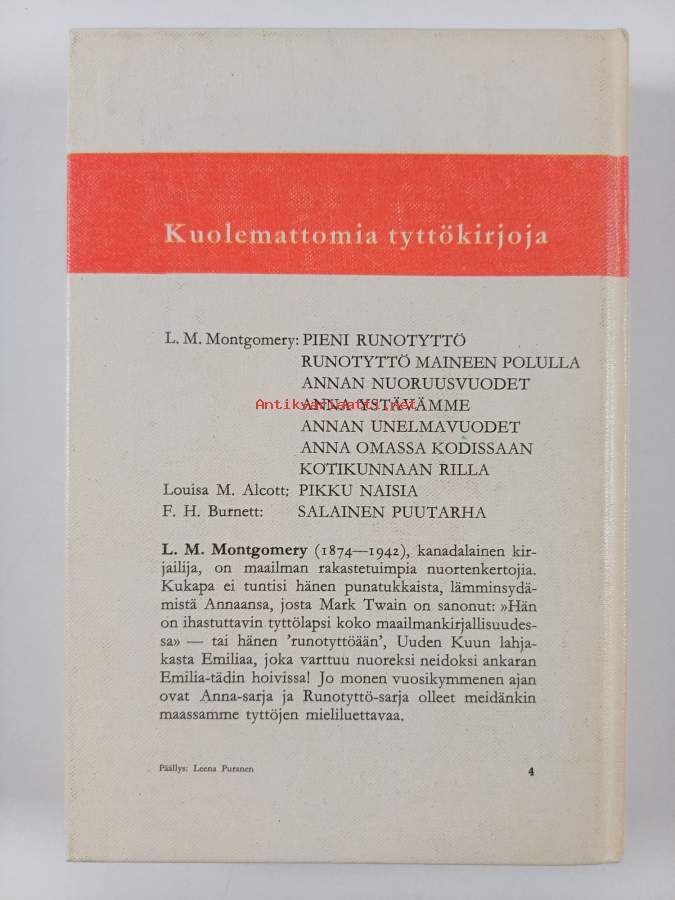 Kuolemattomia tyttökirjoja
L. M. Montgomery: PIENI RUNOTYTTÖ
RUNOTYTTÖ MAINEEN POLULLA
ANNAN NUORUUSVUODET
ANNA YSTÄVÄMME
Antikvariaatti.net
ANNAN UNELMAVUODET
ANNA OMASSA KODISSAAN
KOTIKUNNAAN RILLA
Louisa M. Alcott: PIKKU NAISIA
F. H. Burnett: SALAINEN PUUTARHA
L. M. Montgomery (1874—1942), kanadalainen kir-
jailija, on maailman rakastetuimpia nuortenkertojia.
Kukapa ei tuntisi hänen punatukkaista, lämminsydä-
mistä Annaansa, josta Mark Twain on sanonut: »Hän
on ihastuttavin tyttölapsi koko maailmankirjallisuudes-
sa» — tai hänen 'runotyttöään', Uuden Kuun lahja-
kasta Emiliaa, joka varttuu nuoreksi neidoksi ankaran
Emilia-tädin hoivissa! Jo monen vuosikymmenen ajan
ovat Anna-sarja ja Runotyttö-sarja olleet meidänkin
maassamme tyttöjen mieliluettavaa.
Päällys: Leena Puranen
4